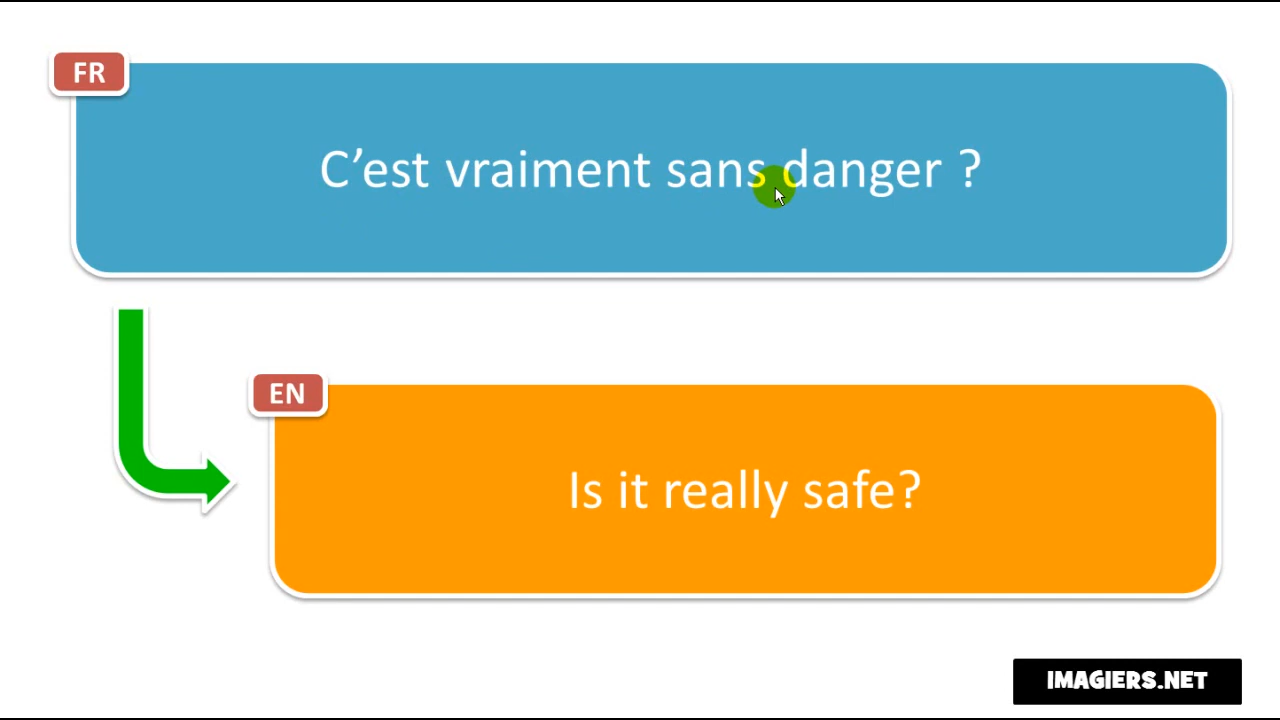 FR
C’est vraiment sans danger ?
EN
Is it really safe?
IMAGIERS.NET